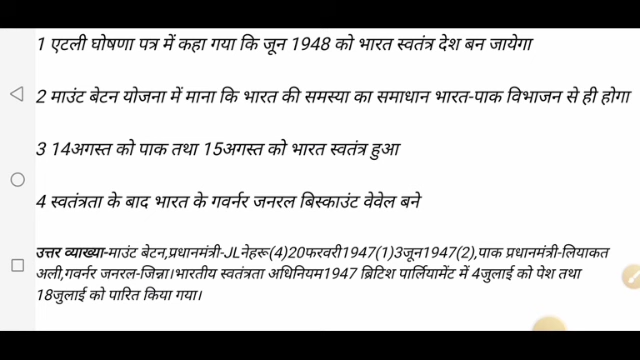 1 एटली घोषणा पत्र में कहा गया कि जून 1948 को भारत स्वतंत्र देश बन जायेगा
2 माउंट बेटन योजना में माना कि भारत की समस्या का समाधान भारत-पाक विभाजन से ही होगा
3 14अगस्त को पाक तथा 15अगस्त को भारत स्वतंत्र हुआ
4 स्वतंत्रता के बाद भारत के गवर्नर जनरल बिस्काउंट वेवेल बने
उत्तर व्याख्या-माउंट बेटन,प्रधानमंत्री-JLनेहरू(4)20फरवरी1947(1)3जून1947(2),पाक प्रधानमंत्री-लियाकत
अली,गवर्नर जनरल-जिन्ना।भारतीय स्वतंत्रता अधिनियम1947 ब्रिटिश पार्लियामेंट में 4जुलाई को पेश तथा
18जुलाई को पारित किया गया।